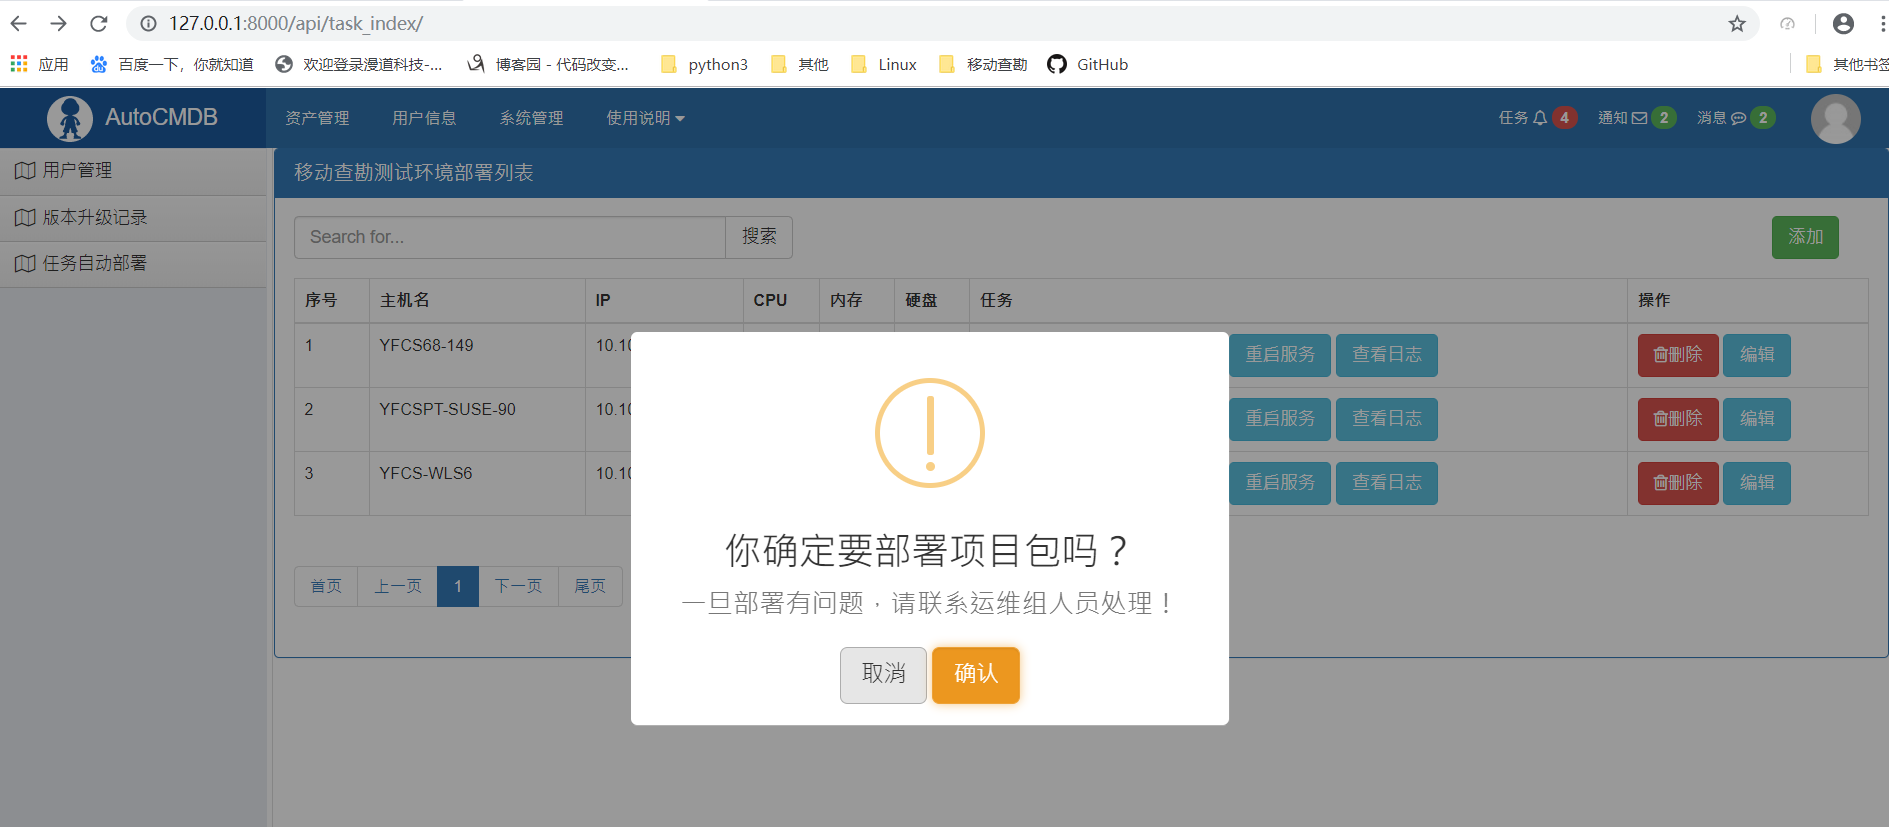 127.0.0.1:8000/api/task_index/
应用 百度一下，你就知道 欢迎登录漫道科技-... 博客园 - 代码改变... python3 其他 Linux 移动查勘 GitHub 其他书签
AutoCMDB 资产管理 用户信息 系统管理 使用说明 任务 4 通知 2 消息 2
用户管理
版本升级记录
任务自动部署
移动查勘测试环境部署列表
Search for... 搜索 添加
序号 主机名 IP CPU 内存 硬盘 任务 操作
1 YFCS68-149 10.10 重启服务 查看日志 删除 编辑
2 YFCSPT-SUSE-90 10.10 重启服务 查看日志 删除 编辑
3 YFCS-WLS6 10.10 重启服务 查看日志 删除 编辑
首页 上一页 1 下一页 尾页
你确定要部署项目包吗？
一旦部署有问题，请联系运维组人员处理！
取消 确认